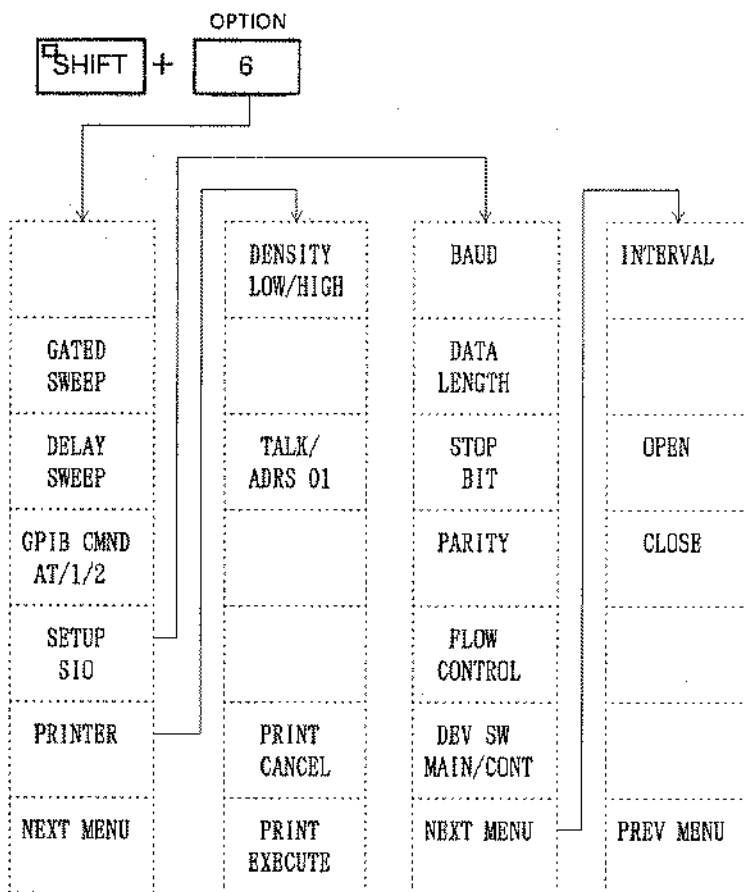 OPTION
SHIFT + 6
DENSITY
LOW/HIGH
BAUD
INTERVAL
GATED
SWEEP
DATA
LENGTH
DELAY
SWEEP
TALK/
ADRS 01
STOP
BIT
OPEN
GPIB CMND
AT/1/2
PARITY
CLOSE
SETUP
SIO
FLOW
CONTROL
PRINTER
PRINT
CANCEL
DEV SW
MAIN/CONT
NEXT MENU
PRINT
EXECUTE
NEXT MENU
PREV MENU